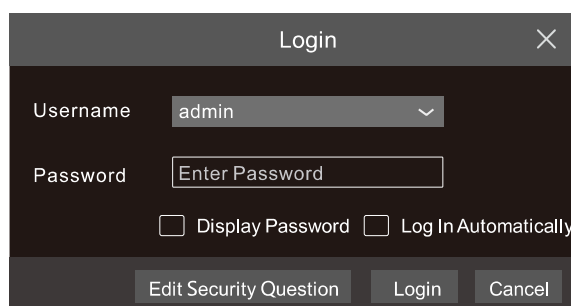 Login
Username admin
Password Enter Password
Display Password Log In Automatically
Edit Security Question Login Cancel